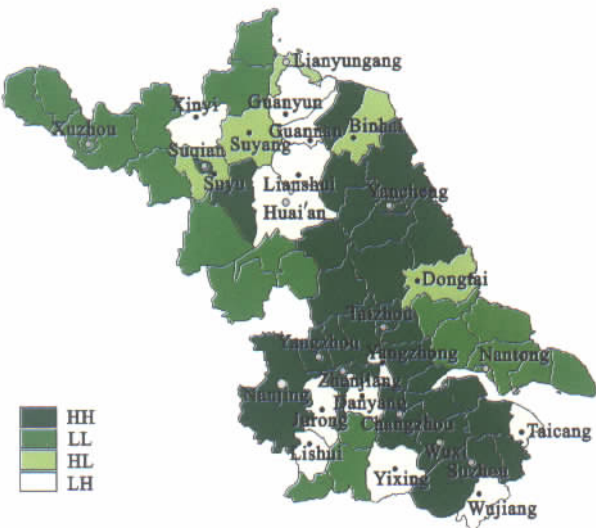 Lianyungang
Xinyi
Guanyun
Xuzhou
Guannan
Binhai
Suyang
Suqian
Suyu
Lianshui
Yancheng
Huai'an
Dongtai
Taizhou
Yangzhou
Yangzhong
Nantong
Zhanjiang
Nanjing
Danyang
Jurong
Changzhou
Taicang
Lishui
Wuxi
Suzhou
Yixing
Wujiang
HH
LL
HL
LH